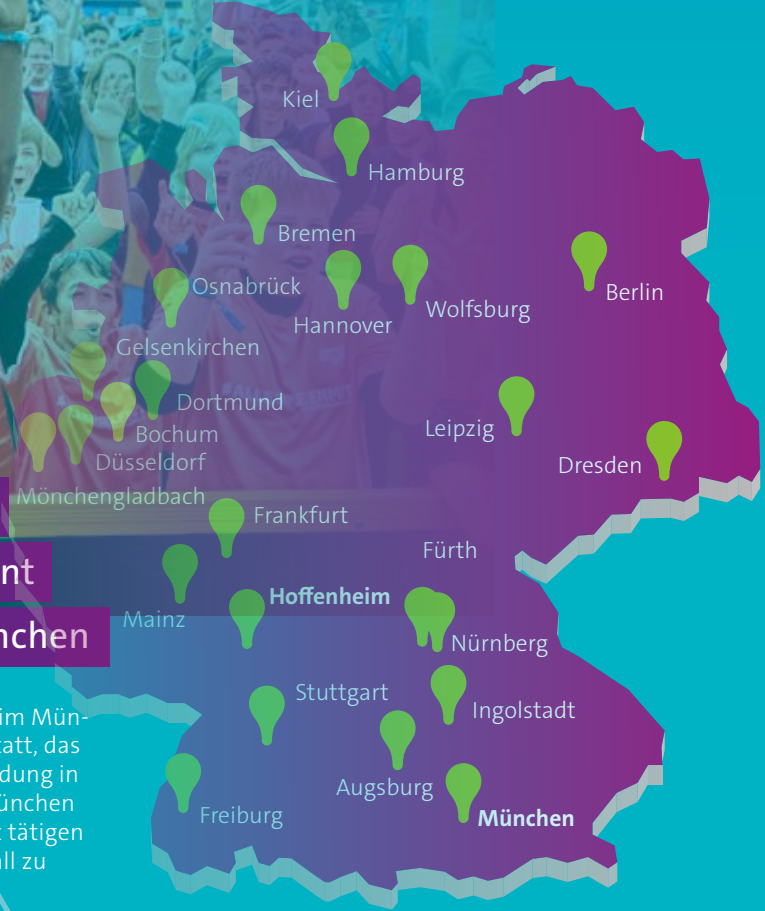 Kiel
Hamburg
Bremen
Osnabrück
Berlin
Wolfsburg
Hannover
Gelsenkirchen
Dortmund
Leipzig
Bochum
Düsseldorf
Dresden
Mönchengladbach
Frankfurt
Fürth
nt
Hoffenheim
Mainz
nchen
Nürnberg
Stuttgart
Ingolstadt
im Mün-
tatt, das
dung in
Augsburg
ünchen
Freiburg
München
t tätigen
all zu